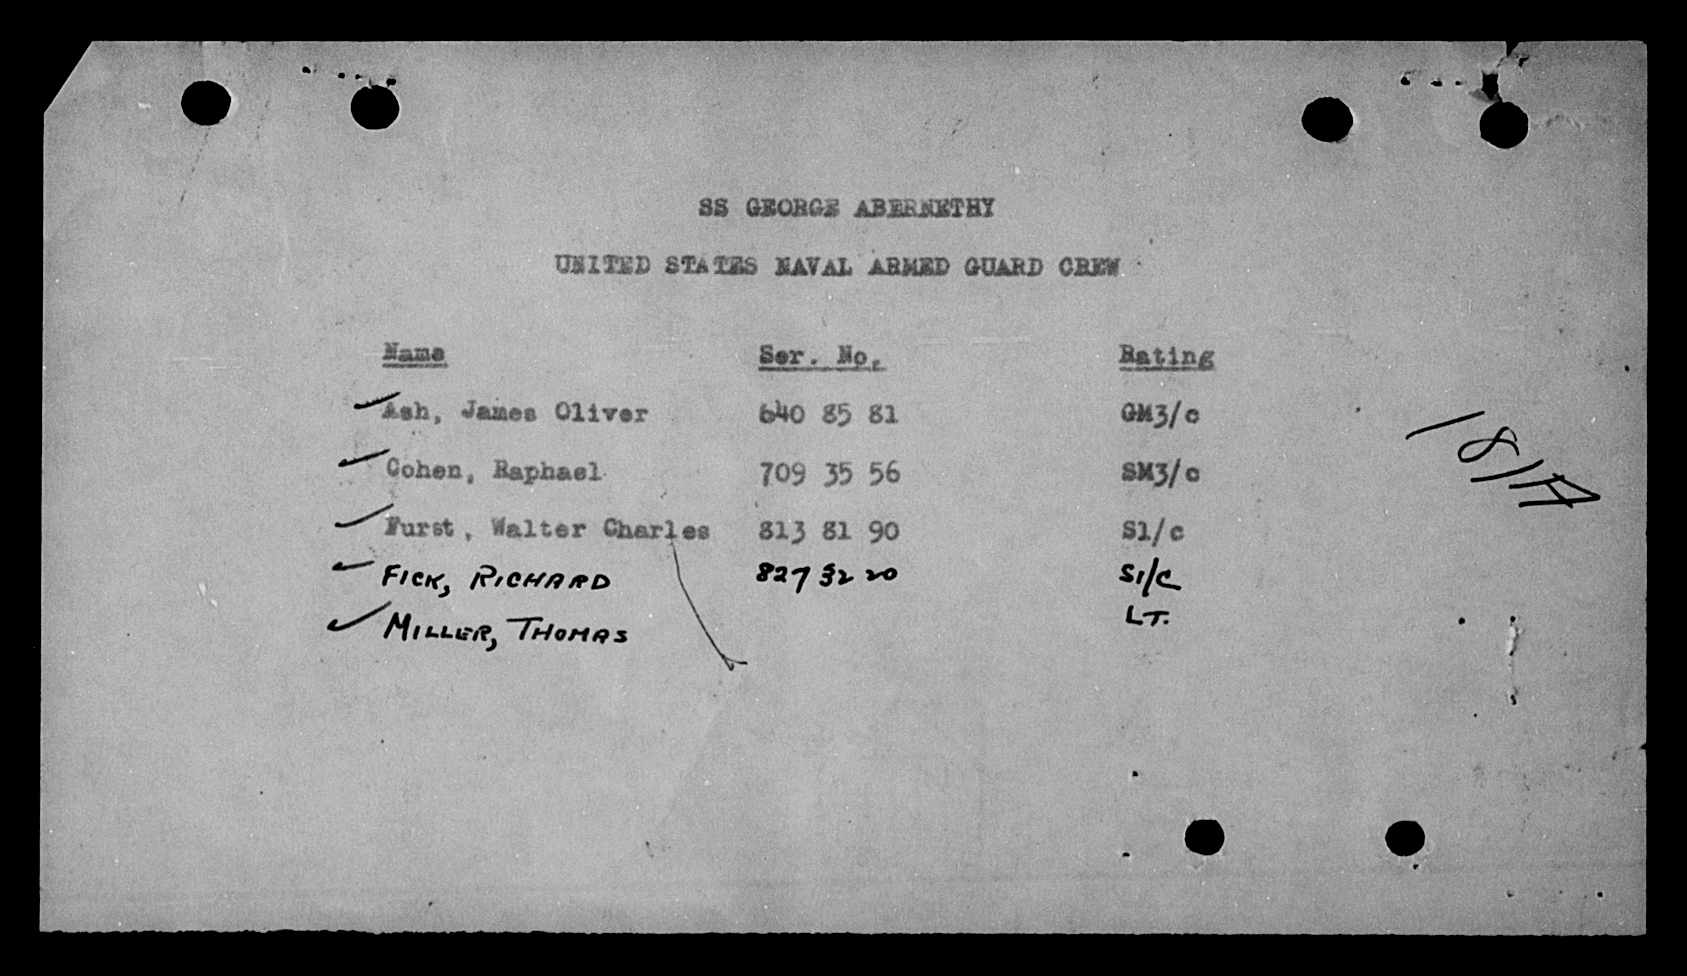 SS GEORGE ABERNETHY
UNITED STATES NAVAL ARMED GUARD CREW
Name Ser. No. Rating
Ash, James Oliver 640 85 81 GM3/c
Cohen, Raphael 709 35 56 SM3/c
Furst, Walter Charles 813 81 90 S1/c
FICK, RICHARD 827 32 20 S1/C
MILLER, THOMAS LT.
181A